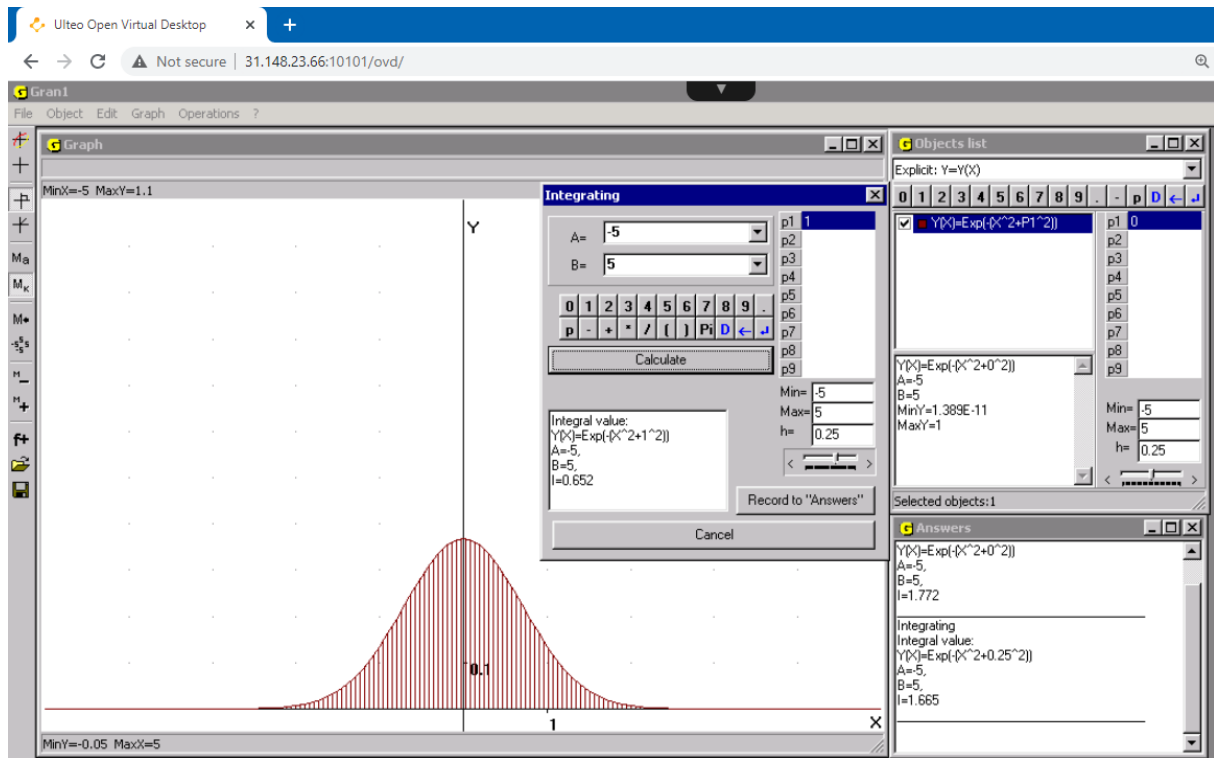 Ulteo Open Virtual Desktop
Not secure | 31.148.23.66:10101/ovd/
Gran1
File Object Edit Graph Operations ?
Graph
MinX=-5 MaxY=1.1
Y
0.1
1
X
MinY=-0.05 MaxX=5
Ma
Mк
M
-5 5 5 -5
M
M
f+
Integrating
A= -5
B= 5
0 1 2 3 4 5 6 7 8 9 .
p - + * / ( ) Pi D
Calculate
p1 1
p2
p3
p4
p5
p6
p7
p8
p9
Min= -5
Max= 5
h= 0.25
Integral value:
Y(X)=Exp(-(X^2+1^2))
A=-5,
B=5,
I=0.652
< >
Record to "Answers"
Cancel
Objects list
Explicit: Y=Y(X)
0 1 2 3 4 5 6 7 8 9 . - p D
Y(X)=Exp(-(X^2+P1^2))
p1 0
p2
p3
p4
p5
p6
p7
p8
p9
Y(X)=Exp(-(X^2+0^2))
A=-5
B=5
MinY=1.389E-11
MaxY=1
Min= -5
Max= 5
h= 0.25
< >
Selected objects:1
Answers
Y(X)=Exp(-(X^2+0^2))
A=-5,
B=5,
I=1.772
Integrating
Integral value:
Y(X)=Exp(-(X^2+0.25^2))
A=-5,
B=5,
I=1.665